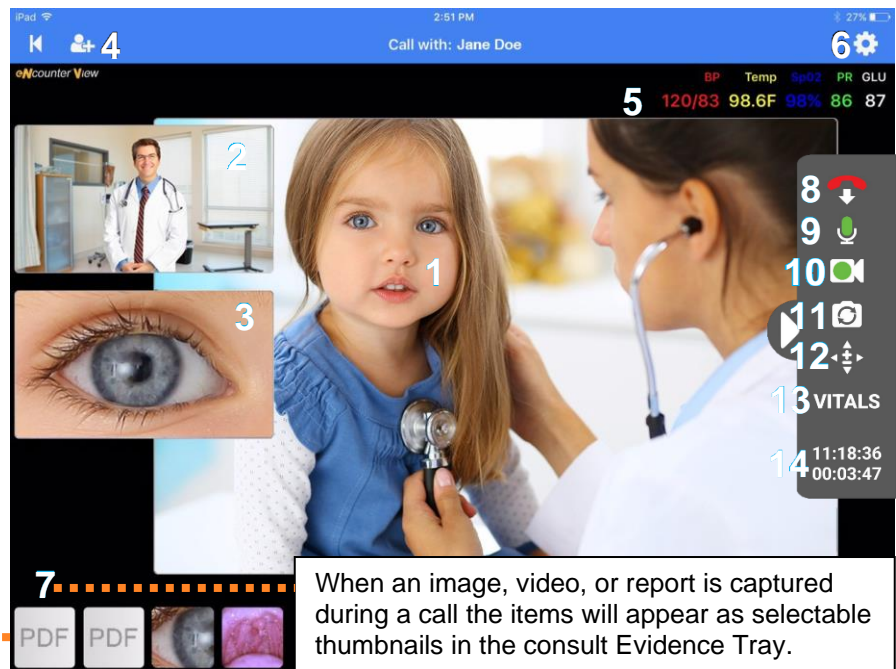 iPad 2:51 PM 27%
4 Call with: Jane Doe 6
eNcounter View
BP Temp Sp02 PR GLU
5 120/83 98.6F 98% 86 87
2
8
9
1
10
3
11
12
13 VITALS
14 11:18:36
00:03:47
7
When an image, video, or report is captured
during a call the items will appear as selectable
thumbnails in the consult Evidence Tray.
PDF PDF